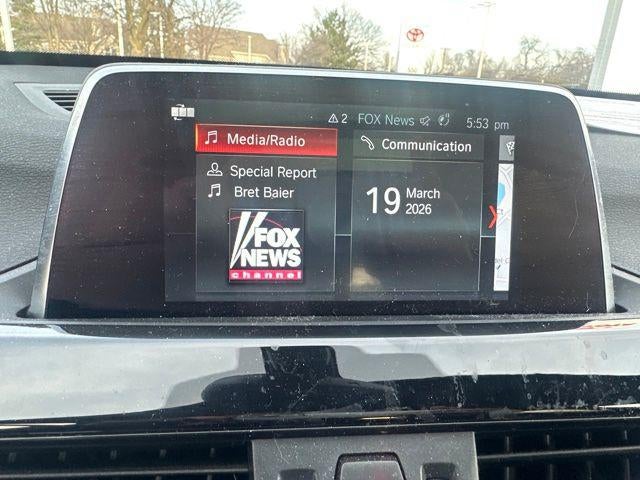 2 FOX News 5:53 pm
Media/Radio
Special Report
Bret Baier
FOX
NEWS
channel
Communication
19 March
2026